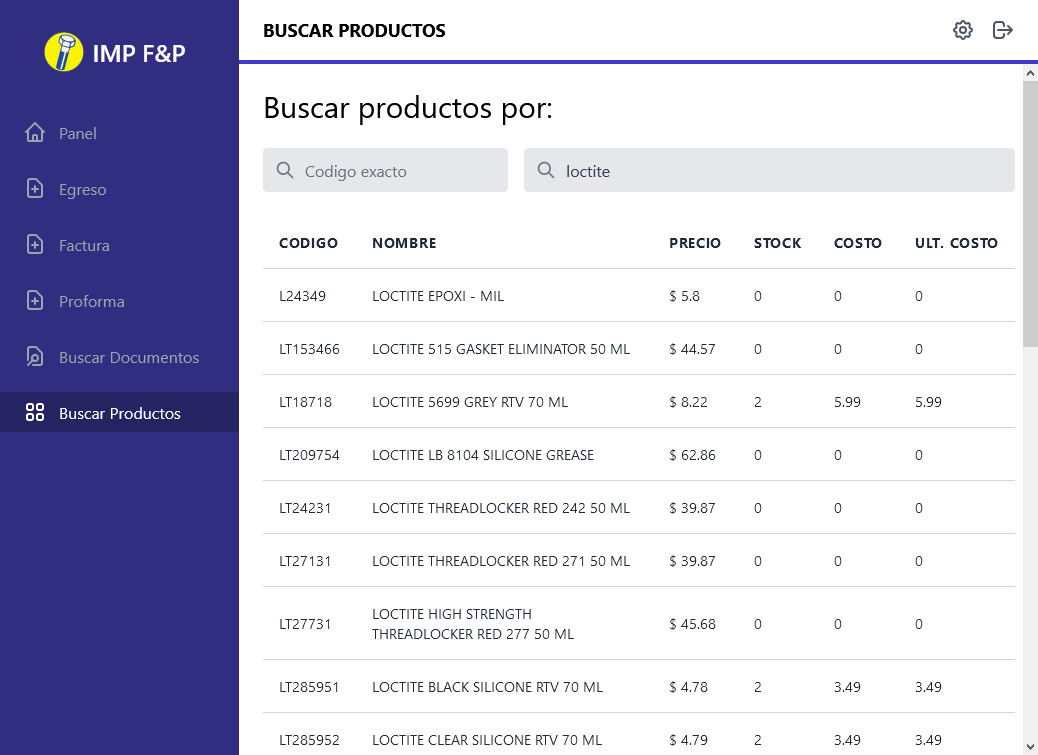 IMP F&P
Panel
Egreso
Factura
Proforma
Buscar Documentos
Buscar Productos
BUSCAR PRODUCTOS
Buscar productos por:
Codigo exacto
loctite
CODIGO NOMBRE PRECIO STOCK COSTO ULT. COSTO
L24349 LOCTITE EPOXI - MIL $ 5.8 0 0 0
LT153466 LOCTITE 515 GASKET ELIMINATOR 50 ML $ 44.57 0 0 0
LT18718 LOCTITE 5699 GREY RTV 70 ML $ 8.22 2 5.99 5.99
LT209754 LOCTITE LB 8104 SILICONE GREASE $ 62.86 0 0 0
LT24231 LOCTITE THREADLOCKER RED 242 50 ML $ 39.87 0 0 0
LT27131 LOCTITE THREADLOCKER RED 271 50 ML $ 39.87 0 0 0
LT27731 LOCTITE HIGH STRENGTH
THREADLOCKER RED 277 50 ML $ 45.68 0 0 0
LT285951 LOCTITE BLACK SILICONE RTV 70 ML $ 4.78 2 3.49 3.49
LT285952 LOCTITE CLEAR SILICONE RTV 70 ML $ 4.79 2 3.49 3.49